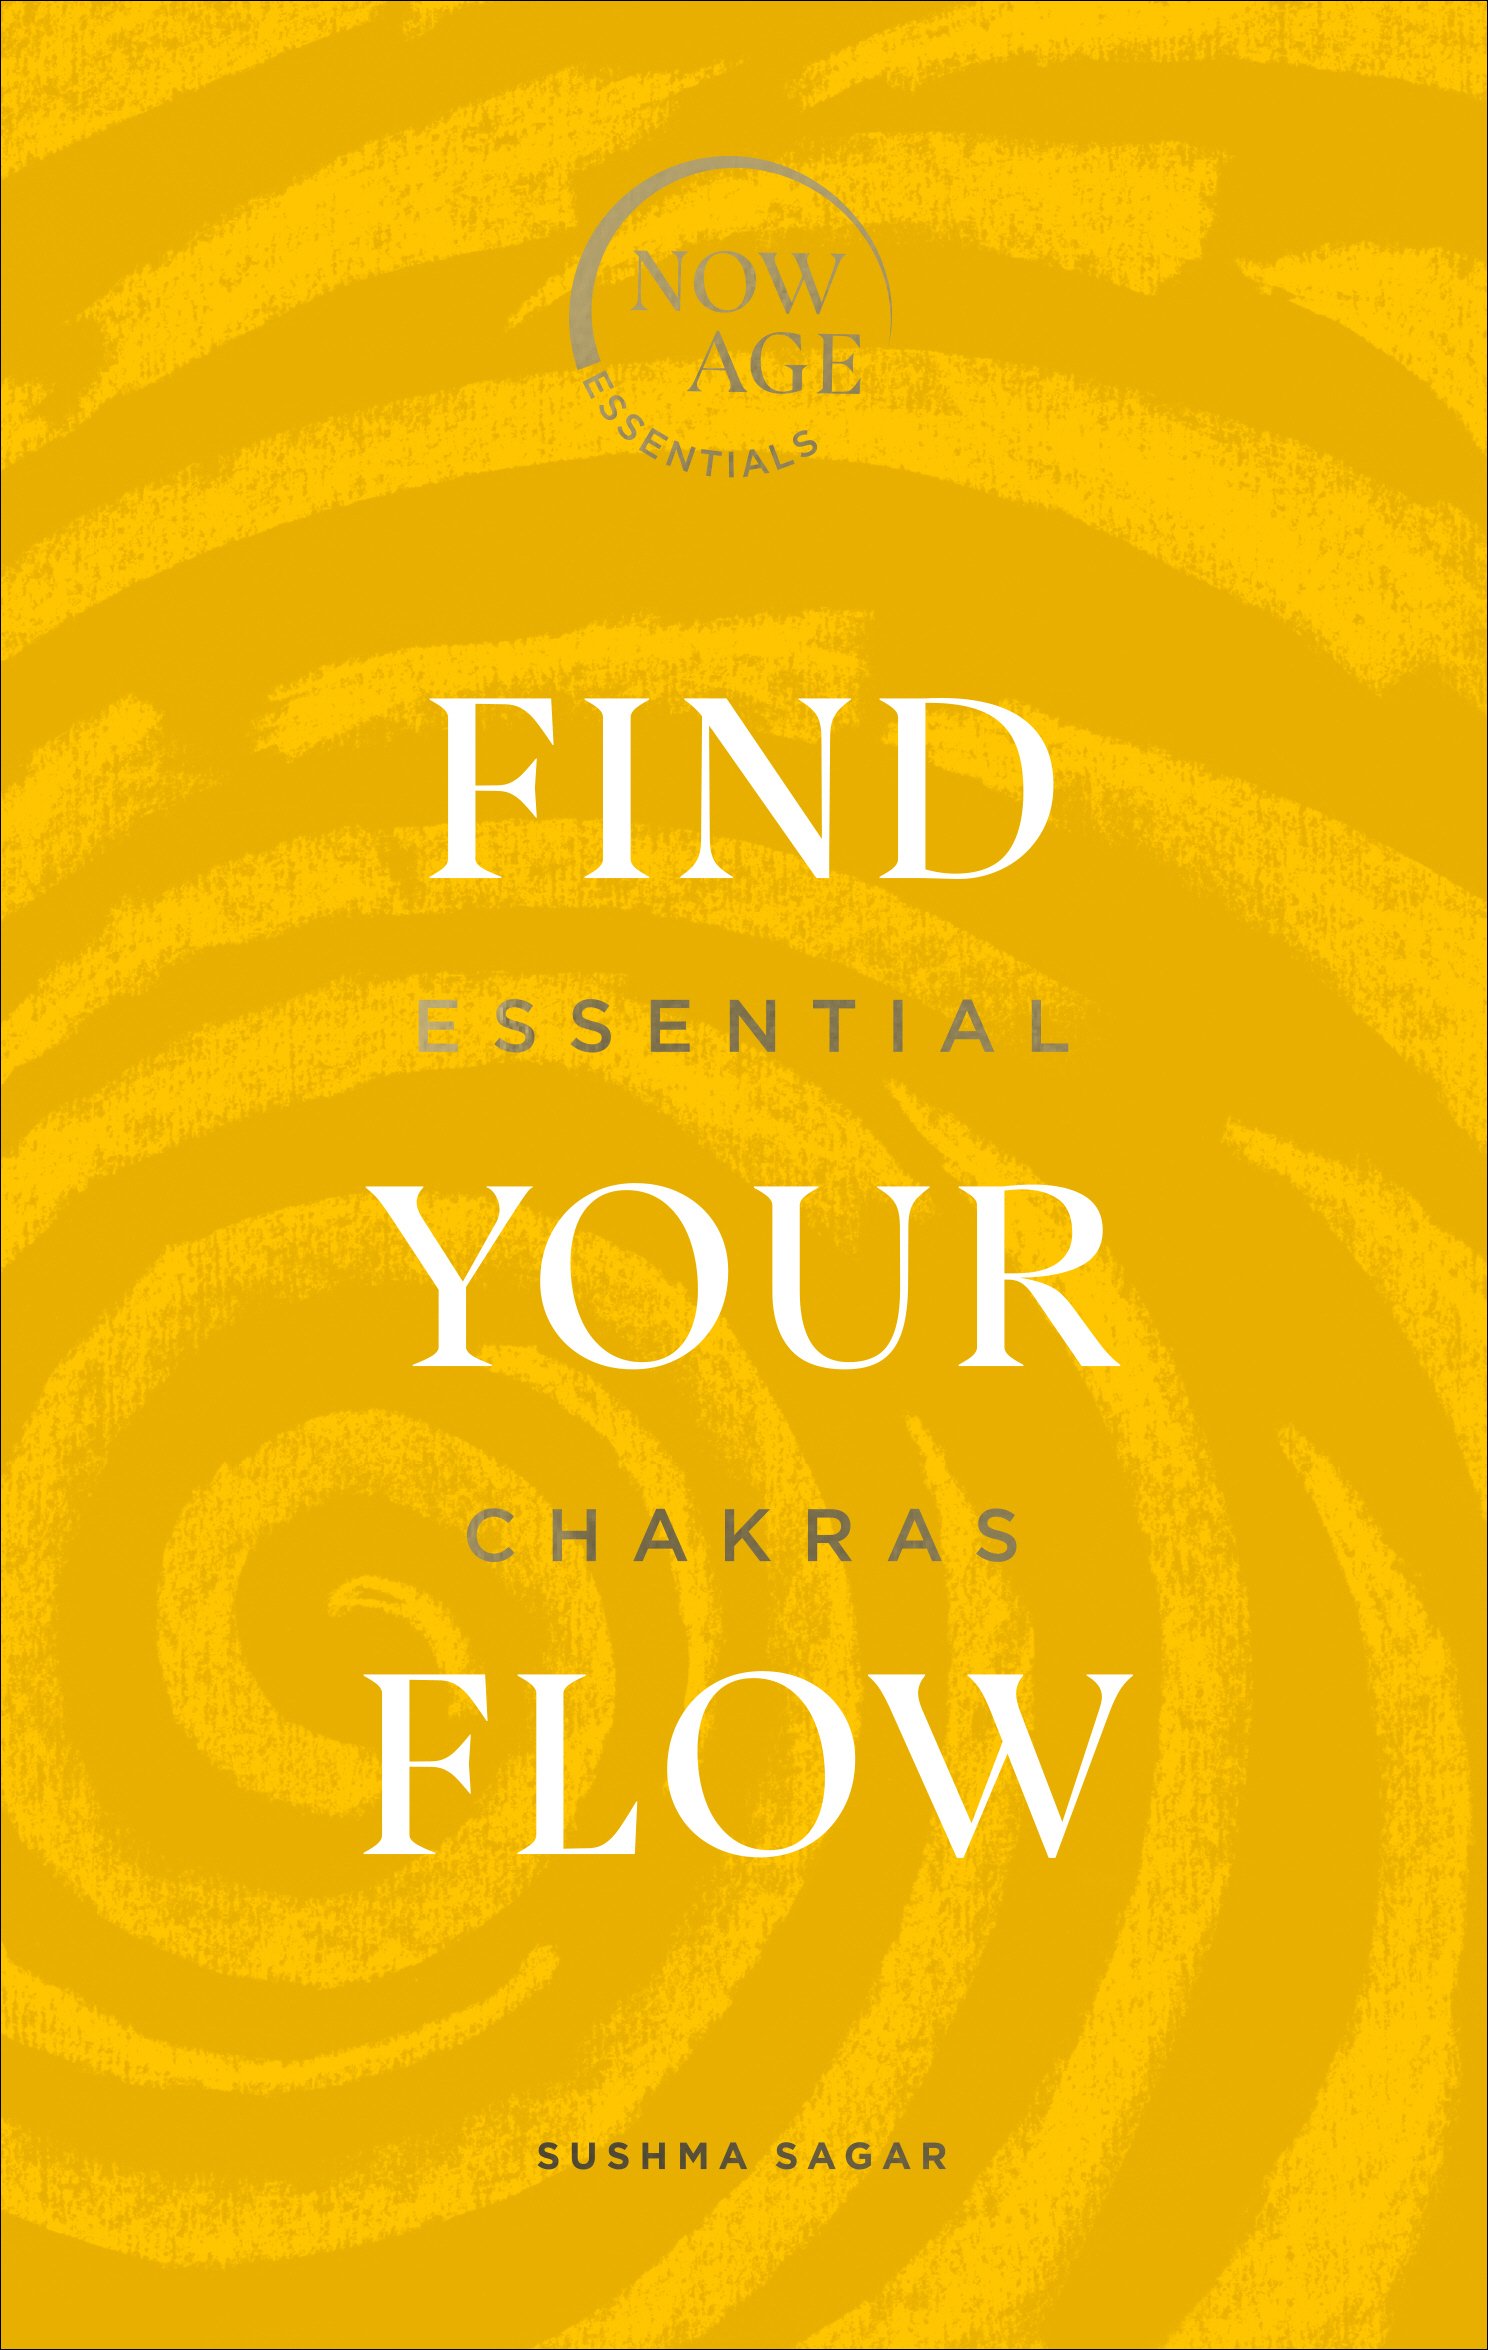 NOW
AGE
ESSENTIALS
FIND
ESSENTIAL
YOUR
CHAKRAS
FLOW
SUSHMA SAGAR